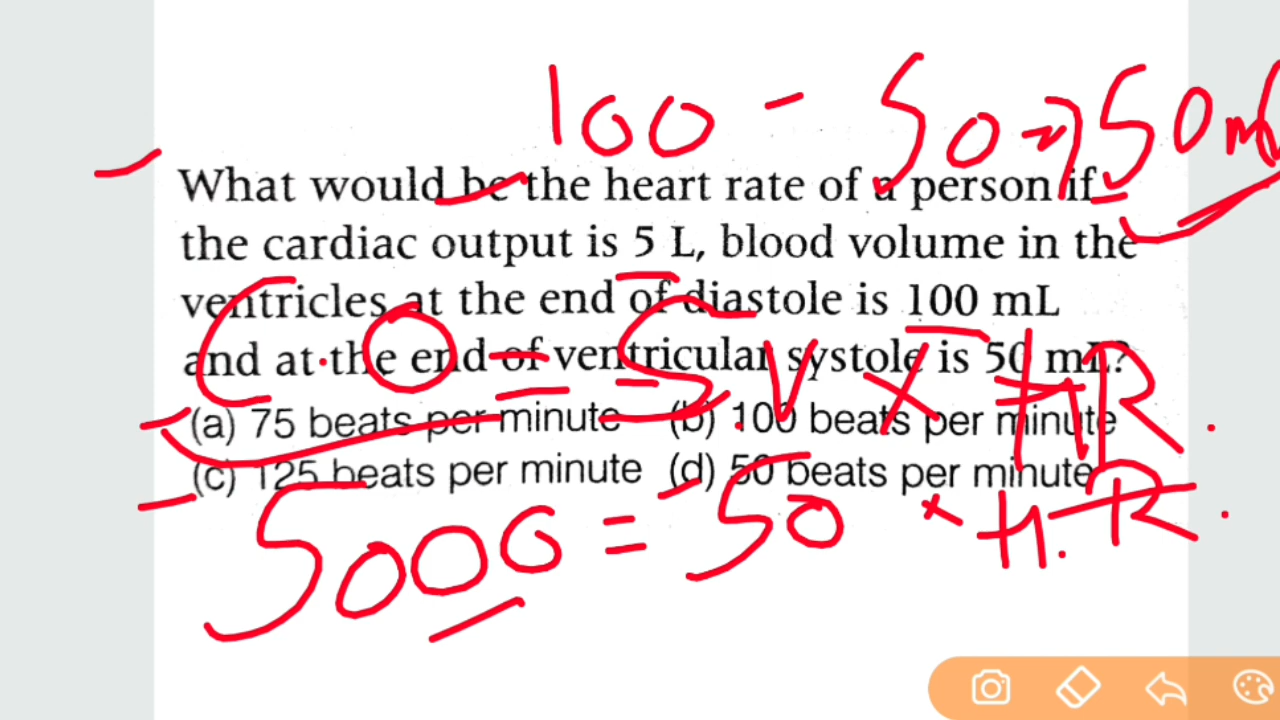 100 - 50 => 50 m
What would be the heart rate of a person if
the cardiac output is 5 L, blood volume in the
ventricles at the end of diastole is 100 mL
and at the end of ventricular systole is 50 mL?
CO = SV × HR.
(a) 75 beats per minute (b) 100 beats per minute
(c) 125 beats per minute (d) 50 beats per minute
5000 = 50 × H.R.